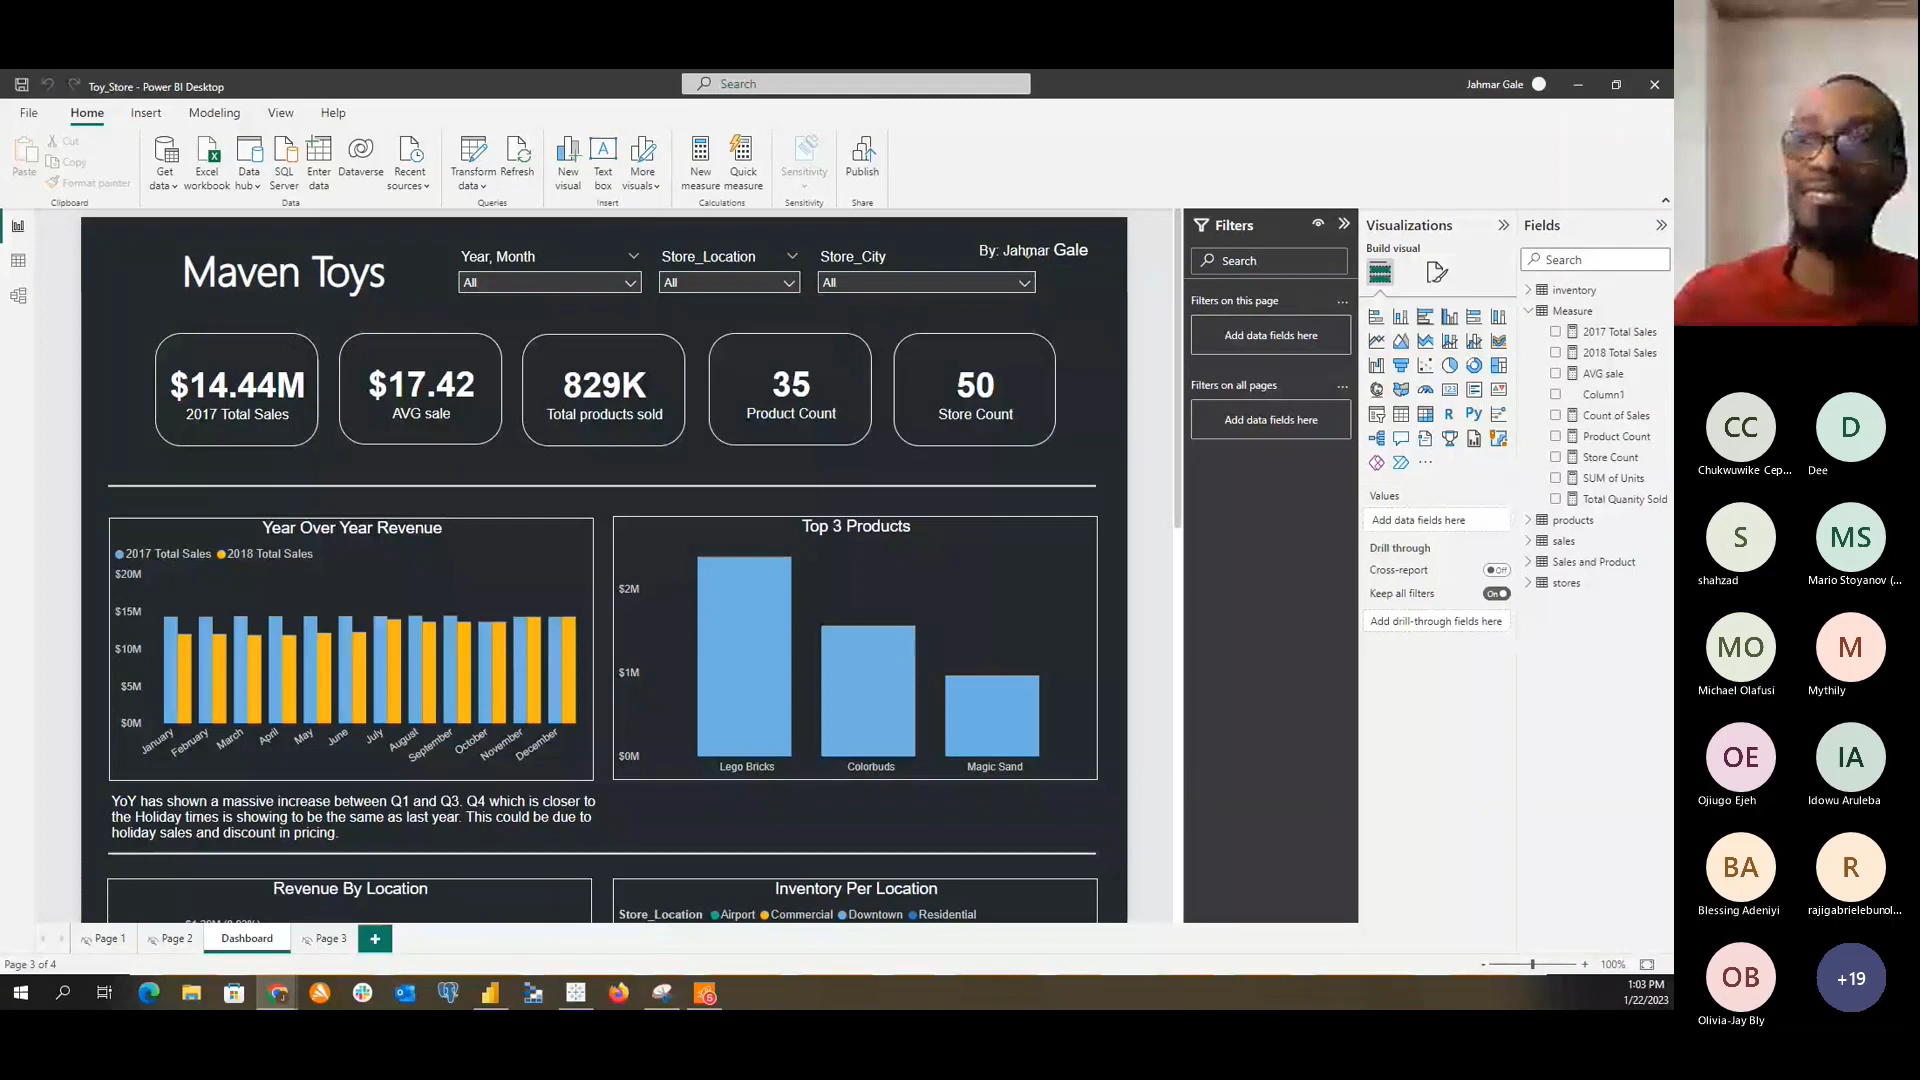 Toy_Store - Power BI Desktop
Search
Jahmar Gale
File Home Insert Modeling View Help
Paste
Cut
Copy
Format painter
Clipboard
Get data
Excel workbook
Data hub
SQL Server
Enter data
Dataverse
Recent sources
Data
Transform data
Refresh
Queries
New visual
Text box
More visuals
Insert
New measure
Quick measure
Calculations
Sensitivity
Sensitivity
Publish
Share
Maven Toys
Year, Month
All
Store_Location
All
Store_City
All
By: Jahmar Gale
$14.44M
2017 Total Sales
$17.42
AVG sale
829K
Total products sold
35
Product Count
50
Store Count
Year Over Year Revenue
2017 Total Sales 2018 Total Sales
$20M
$15M
$10M
$5M
$0M
January February March April May June July August September October November December
Top 3 Products
$2M
$1M
$0M
Lego Bricks Colorbuds Magic Sand
YoY has shown a massive increase between Q1 and Q3. Q4 which is closer to
the Holiday times is showing to be the same as last year. This could be due to
holiday sales and discount in pricing.
Revenue By Location
Inventory Per Location
Store_Location Airport Commercial Downtown Residential
Filters
Search
Filters on this page
Add data fields here
Filters on all pages
Add data fields here
Visualizations
Build visual
R Py
Values
Add data fields here
Drill through
Cross-report
Off
Keep all filters
On
Add drill-through fields here
Fields
Search
inventory
Measure
2017 Total Sales
2018 Total Sales
AVG sale
Column1
Count of Sales
Product Count
Store Count
SUM of Units
Total Quanity Sold
products
sales
Sales and Product
stores
Page 1 Page 2 Dashboard Page 3 +
Page 3 of 4
- + 100%
1:03 PM
1/22/2023
CC
Chukwuwike Cep...
D
Dee
S
shahzad
MS
Mario Stoyanov (...
MO
Michael Olafusi
M
Mythily
OE
Ojiugo Ejeh
IA
Idowu Aruleba
BA
Blessing Adeniyi
R
rajigabrielebunol...
OB
Olivia-Jay Bly
+19